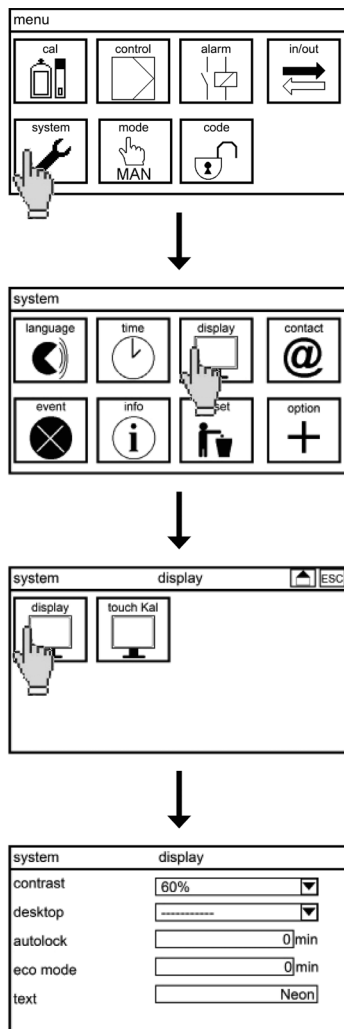 menu
cal control alarm in/out
system mode code
MAN
system
language time display contact
@
event info set option
i
system display ESC
display touch Kal
system display
contrast 60%
desktop -----------
autolock 0 min
eco mode 0 min
text Neon